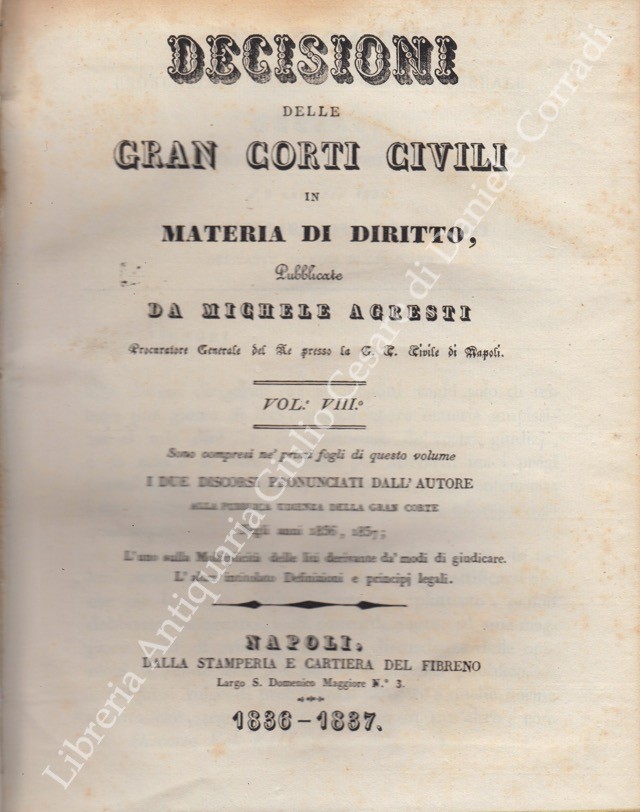 DECISIONI
DELLE
GRAN CORTI CIVILI
IN
MATERIA DI DIRITTO,
Pubblicate
DA MICHELE AGRESTI
Procuratore Generale del Re presso la G. C. Civile di Napoli.
VOL.° VIII.°
Sono compresi ne' primi fogli di questo volume
I DUE DISCORSI PRONUNCIATI DALL'AUTORE
ALLA PUBBLICA UDIENZA DELLA GRAN CORTE
Negli anni 1836, 1837;
L'uno sulla Moltiplicità delle liti derivante da' modi di giudicare.
L'altro intitolato Definizioni e principj legali.
NAPOLI,
DALLA STAMPERIA E CARTIERA DEL FIBRENO
Largo S. Domenico Maggiore N.° 3.
1836-1837.
Libreria Antiquaria Giulio Cesare di Daniele Corradi